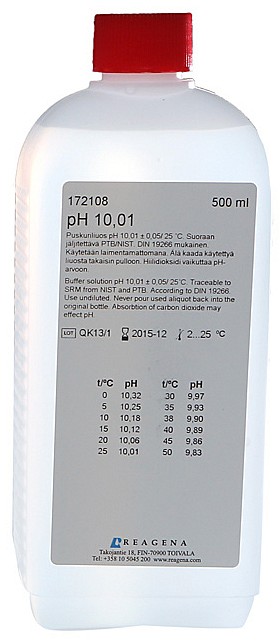 172108 500 ml
pH 10,01
Puskuriliuos pH 10,01 ± 0,05/ 25 °C. Suoraan
jäljitettävä PTB/NIST. DIN 19266 mukainen.
Käytetään laimentamattomana. Älä kaada käytettyä
liuosta takaisin pulloon. Hiilidioksidi vaikuttaa pH-
arvoon.
Buffer solution pH 10,01 ± 0,05/ 25 °C. Traceable to
SRM from NIST and PTB. According to DIN 19266.
Use undiluted. Never pour used aliquot back into the
original bottle. Absorption of carbon dioxide may
effect pH.
LOT QK13/1 2015-12 2...25 °C
t/°C pH t/°C pH
0 10,32 30 9,97
5 10,25 35 9,93
10 10,18 38 9,90
15 10,12 40 9,89
20 10,06 45 9,86
25 10,01 50 9,83
REAGENA
Takojantie 18, FIN-70900 TOIVALA
Tel:+358 10 5045 200 www.reagena.com